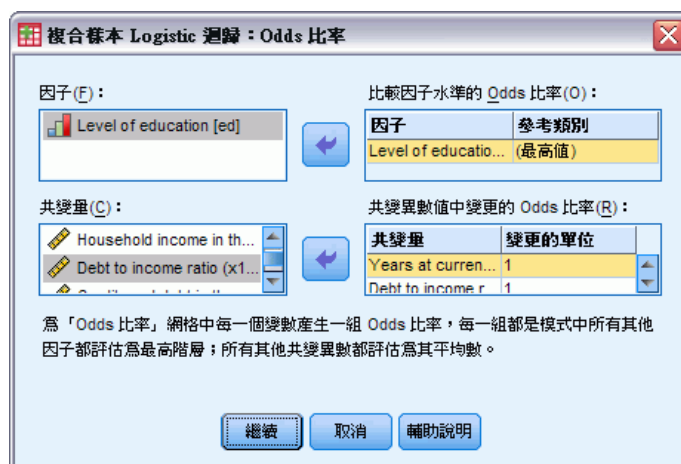 複合樣本 Logistic 迴歸：Odds 比率
因子(F)：
Level of education [ed]
比較因子水準的 Odds 比率(O)：
因子 參考類別
Level of educatio... (最高值)
共變量(C)：
Household income in th...
Debt to income ratio (x1...
共變異數值中變更的 Odds 比率(R)：
共變量 變更的單位
Years at curren... 1
Debt to income r 1
為「Odds 比率」網格中每一個變數產生一組 Odds 比率，每一組都是模式中所有其他
因子都評估為最高階層；所有其他共變異數都評估為其平均數。
繼續 取消 輔助說明